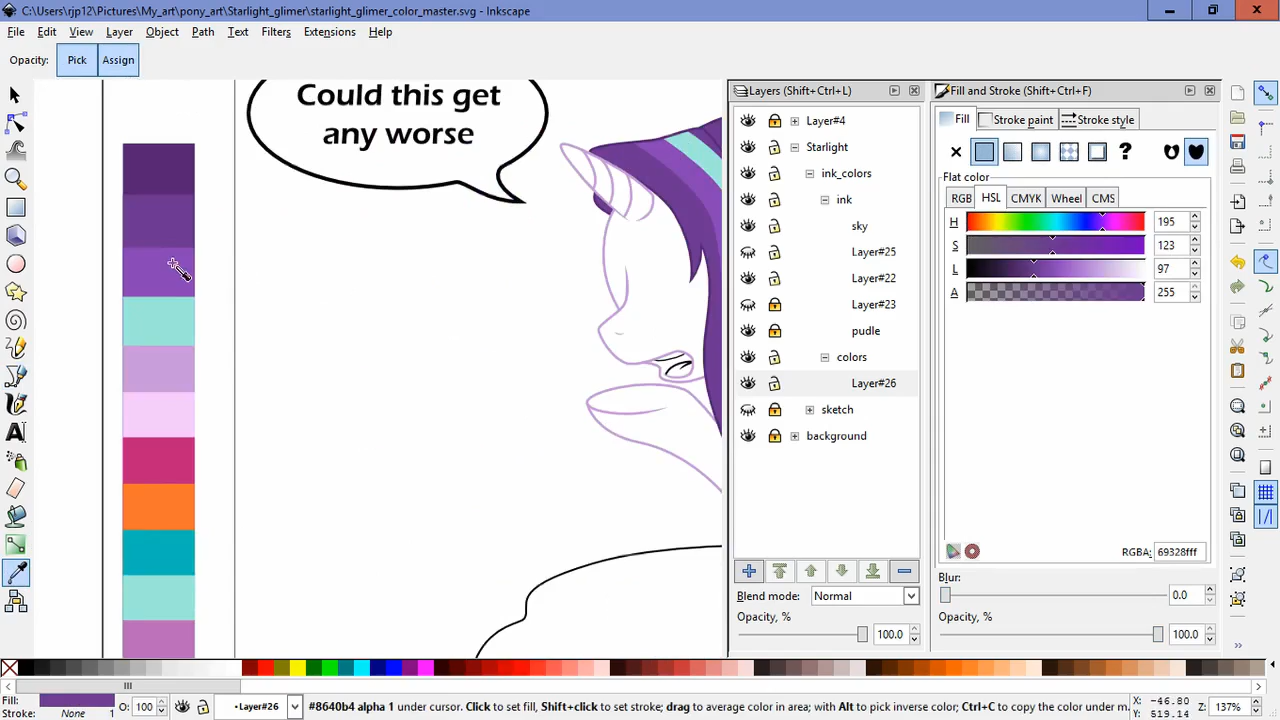 C:\Users\rjp12\Pictures\My_art\pony_art\Starlight_glimer\starlight_glimer_color_master.svg - Inkscape
File Edit View Layer Object Path Text Filters Extensions Help
Opacity: Pick Assign
Could this get
any worse
Layers (Shift+Ctrl+L)
Layer#4
Starlight
ink_colors
ink
sky
Layer#25
Layer#22
Layer#23
pudle
colors
Layer#26
sketch
background
Blend mode: Normal
Opacity, %
100.0
Fill and Stroke (Shift+Ctrl+F)
Fill Stroke paint Stroke style
?
Flat color
RGB HSL CMYK Wheel CMS
H 195
S 123
L 97
A 255
RGBA: 69328fff
Blur:
0.0
Opacity, %
100.0
Fill: O: 100 •Layer#26 #8640b4 alpha 1 under cursor. Click to set fill, Shift+click to set stroke; drag to average color in area; with Alt to pick inverse color; Ctrl+C to copy the color under m... X: -46.80 Z: 137%
Stroke: None 1 Y: 519.14